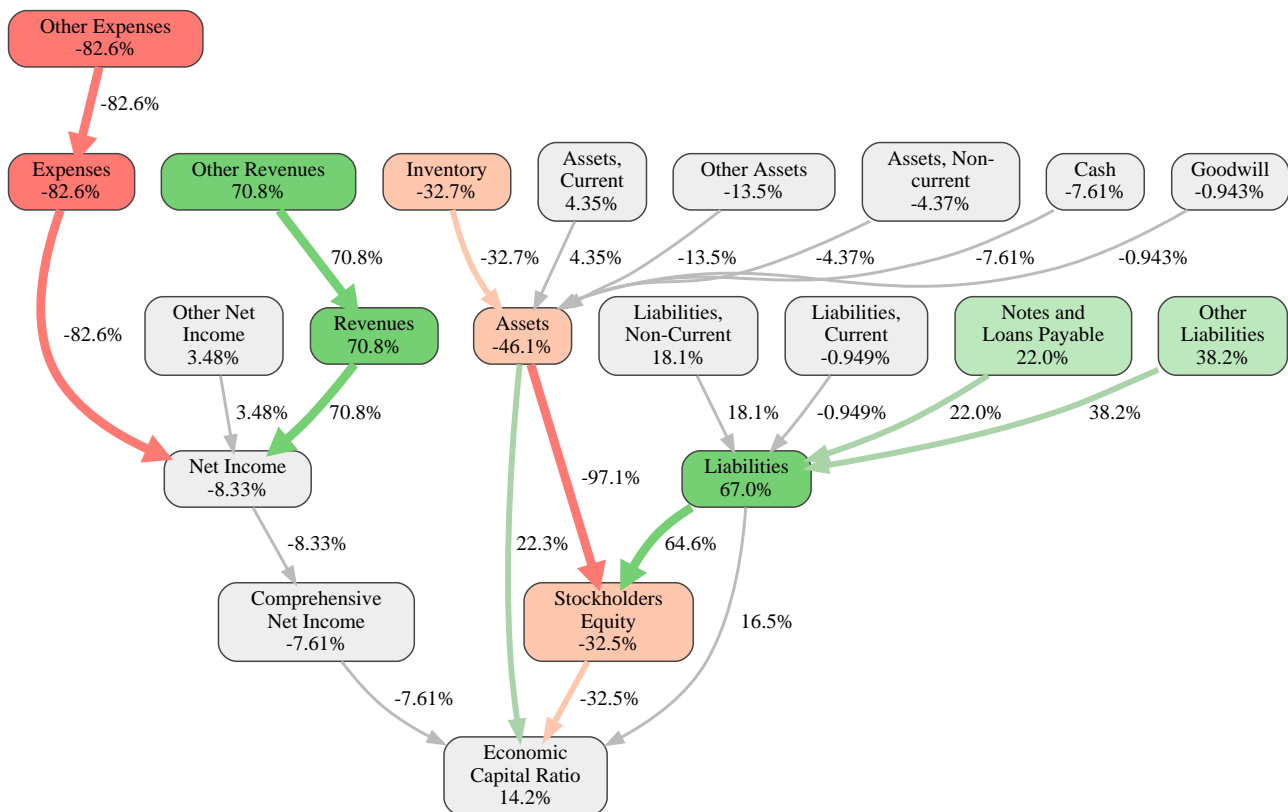 Other Expenses
-82.6%
-82.6%
Expenses
-82.6%
Other Revenues
70.8%
Inventory
-32.7%
Assets,
Current
4.35%
Other Assets
-13.5%
Assets, Non-
current
-4.37%
Cash
-7.61%
Goodwill
-0.943%
70.8%
-32.7%
4.35%
-13.5%
-4.37%
-7.61%
-0.943%
-82.6%
Other Net
Income
3.48%
Revenues
70.8%
Assets
-46.1%
Liabilities,
Non-Current
18.1%
Liabilities,
Current
-0.949%
Notes and
Loans Payable
22.0%
Other
Liabilities
38.2%
3.48%
70.8%
18.1%
-0.949%
22.0%
38.2%
Net Income
-8.33%
-97.1%
Liabilities
67.0%
-8.33%
22.3%
64.6%
Comprehensive
Net Income
-7.61%
Stockholders
Equity
-32.5%
16.5%
-7.61%
-32.5%
Economic
Capital Ratio
14.2%